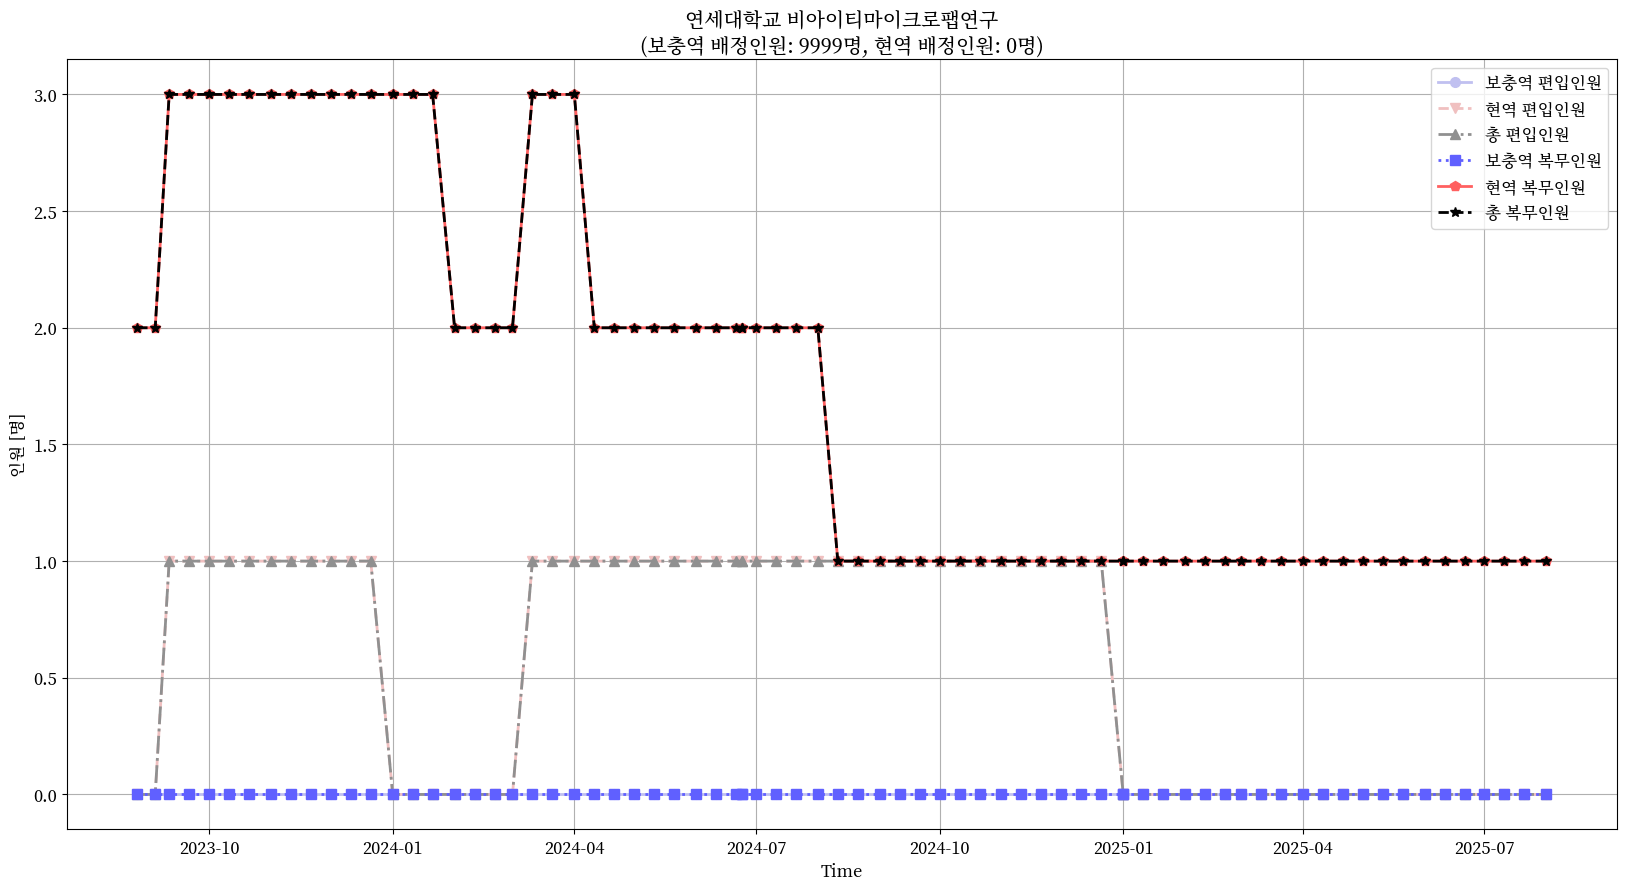 연세대학교 비아이티마이크로팹연구
(보충역 배정인원: 9999명, 현역 배정인원: 0명)
보충역 편입인원
현역 편입인원
총 편입인원
보충역 복무인원
현역 복무인원
총 복무인원
인원 [명]
3.0
2.5
2.0
1.5
1.0
0.5
0.0
2023-10
2024-01
2024-04
2024-07
2024-10
2025-01
2025-04
2025-07
Time